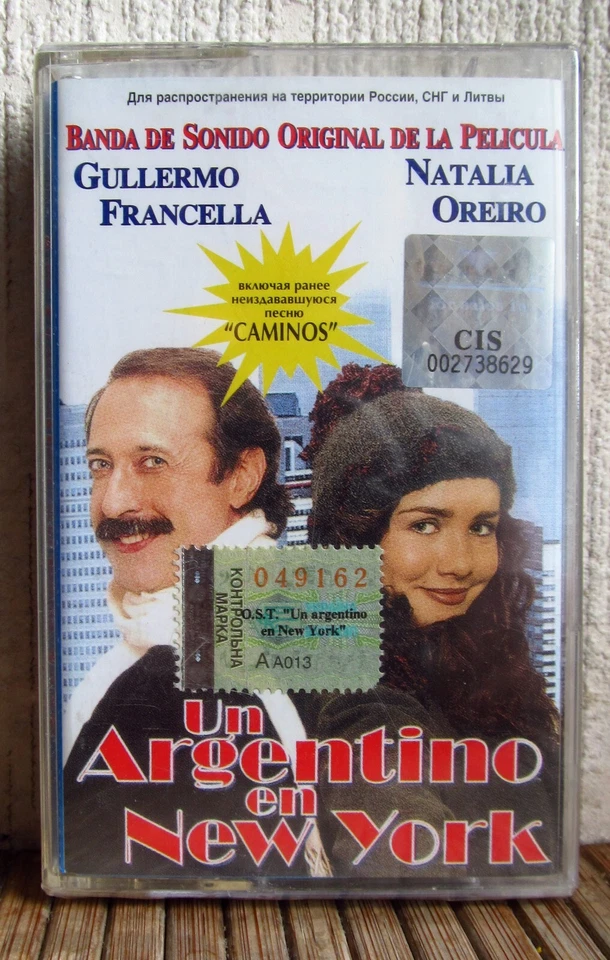 Для распространения на территории России, СНГ и Литвы
BANDA DE SONIDO ORIGINAL DE LA PELICULA
GULLERMO
FRANCELLA
NATALIA
OREIRO
включая ранее
неиздававшуюся
песню
"CAMINOS"
CIS
002738629
049162
КОНТРОЛЬНА
МАРКА
O.S.T. "Un argentino
en New York"
А АО13
Un
Argentino
en
New York